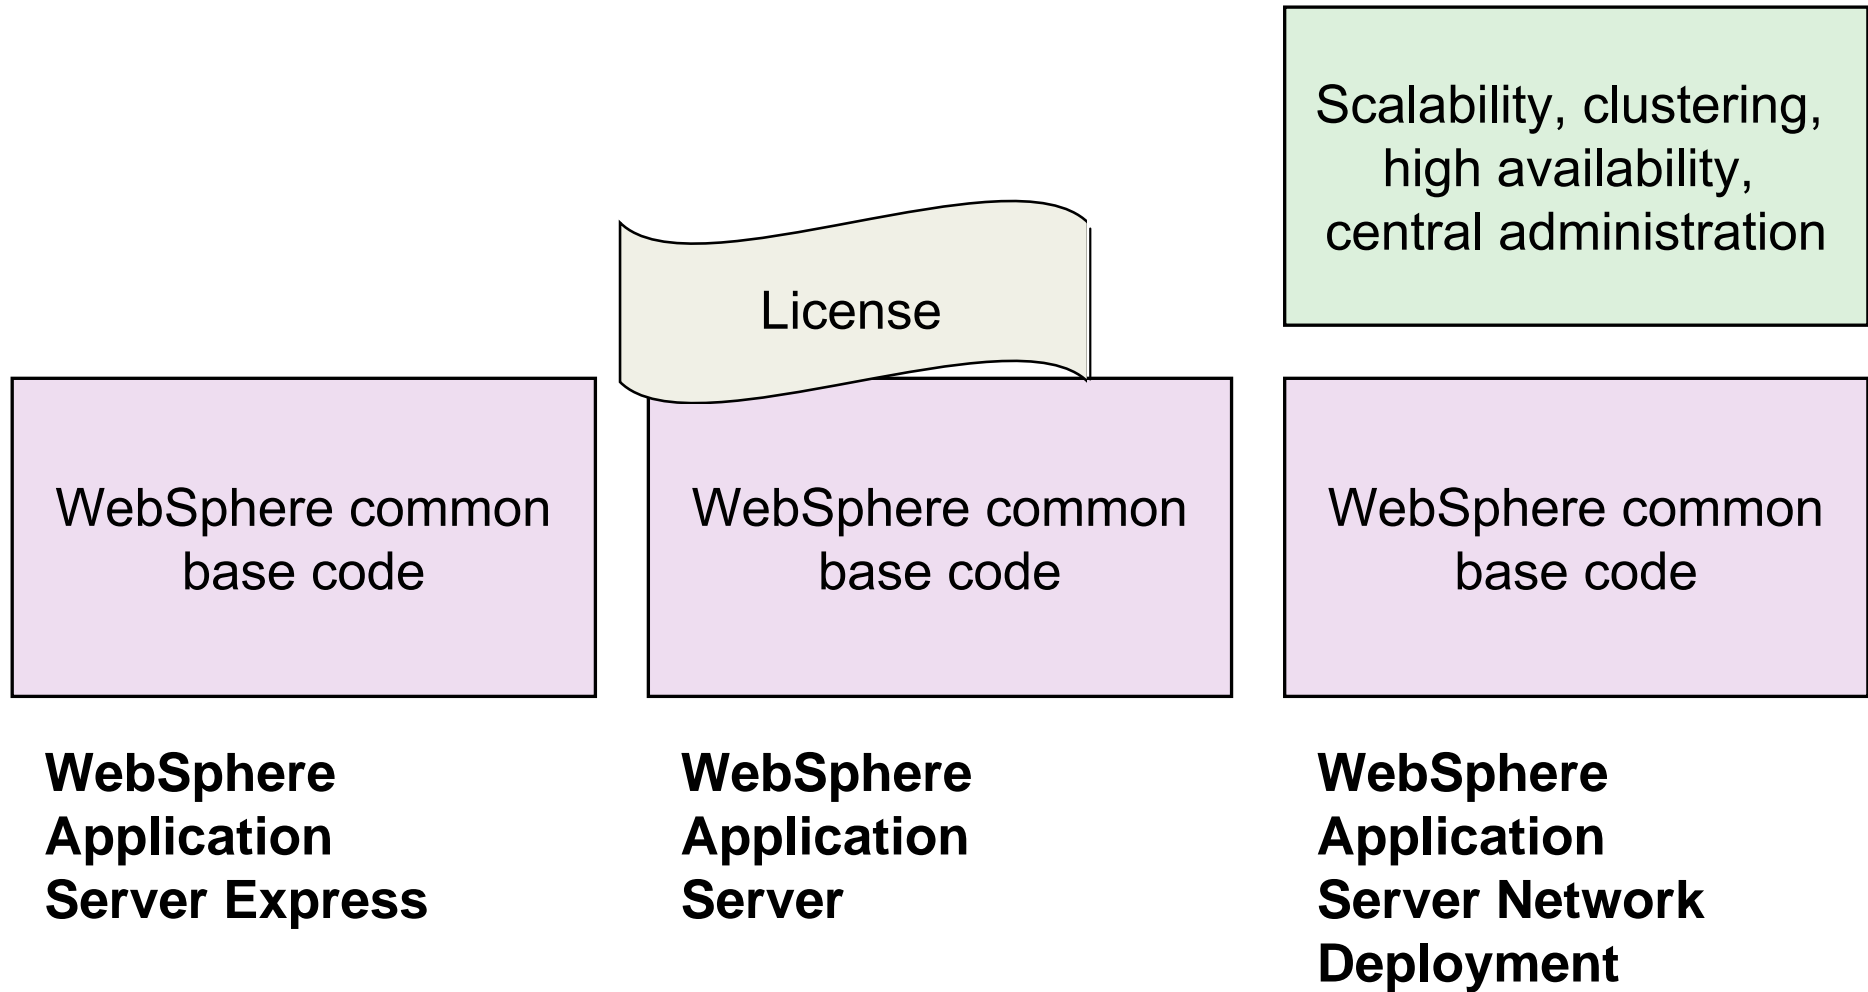 Scalability, clustering,
high availability,
central administration
License
WebSphere common
base code
WebSphere common
base code
WebSphere common
base code
WebSphere
Application
Server Express
WebSphere
Application
Server
WebSphere
Application
Server Network
Deployment